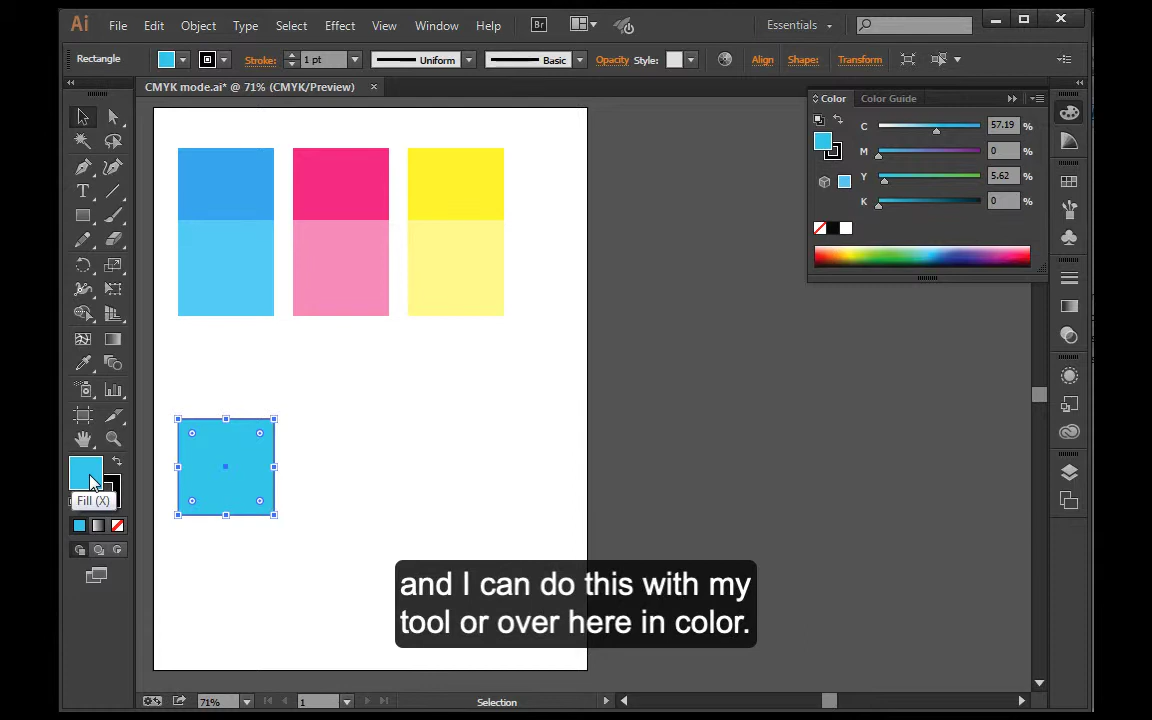 Ai File Edit Object Type Select Effect View Window Help Br Essentials
Rectangle Stroke: 1 pt Uniform Basic Opacity Style: Align Shape: Transform
CMYK mode.ai* @ 71% (CMYK/Preview)
Color Color Guide
C 57.19 %
M 0 %
Y 5.62 %
K 0 %
T
Fill (X)
and I can do this with my
tool or over here in color.
71% 1 Selection